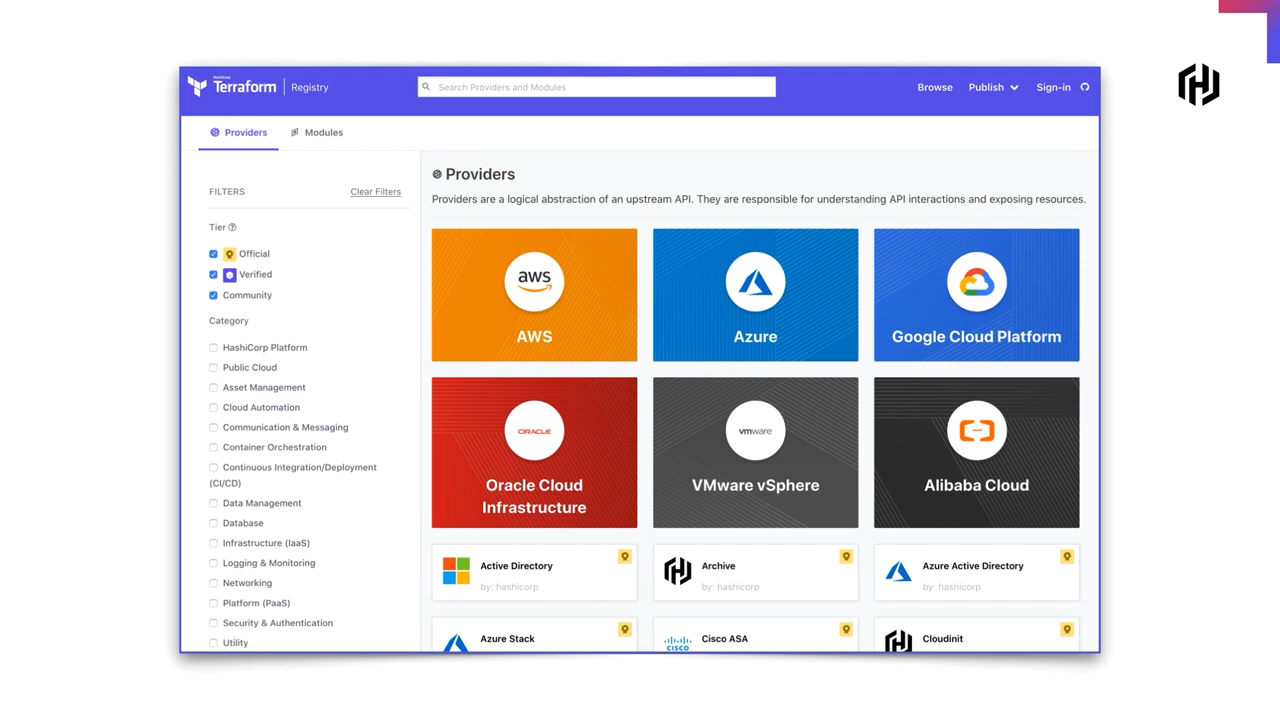 HashiCorp
Terraform
Registry
Search Providers and Modules
Browse
Publish
Sign-in
Providers
Modules
FILTERS
Clear Filters
Tier
Official
Verified
Community
Category
HashiCorp Platform
Public Cloud
Asset Management
Cloud Automation
Communication & Messaging
Container Orchestration
Continuous Integration/Deployment
(CI/CD)
Data Management
Database
Infrastructure (IaaS)
Logging & Monitoring
Networking
Platform (PaaS)
Security & Authentication
Utility
Providers
Providers are a logical abstraction of an upstream API. They are responsible for understanding API interactions and exposing resources.
aws
AWS
Azure
Google Cloud Platform
ORACLE
Oracle Cloud
Infrastructure
vmware
VMware vSphere
Alibaba Cloud
Active Directory
by: hashicorp
Archive
by: hashicorp
Azure Active Directory
by: hashicorp
Azure Stack
CISCO
Cisco ASA
Cloudinit